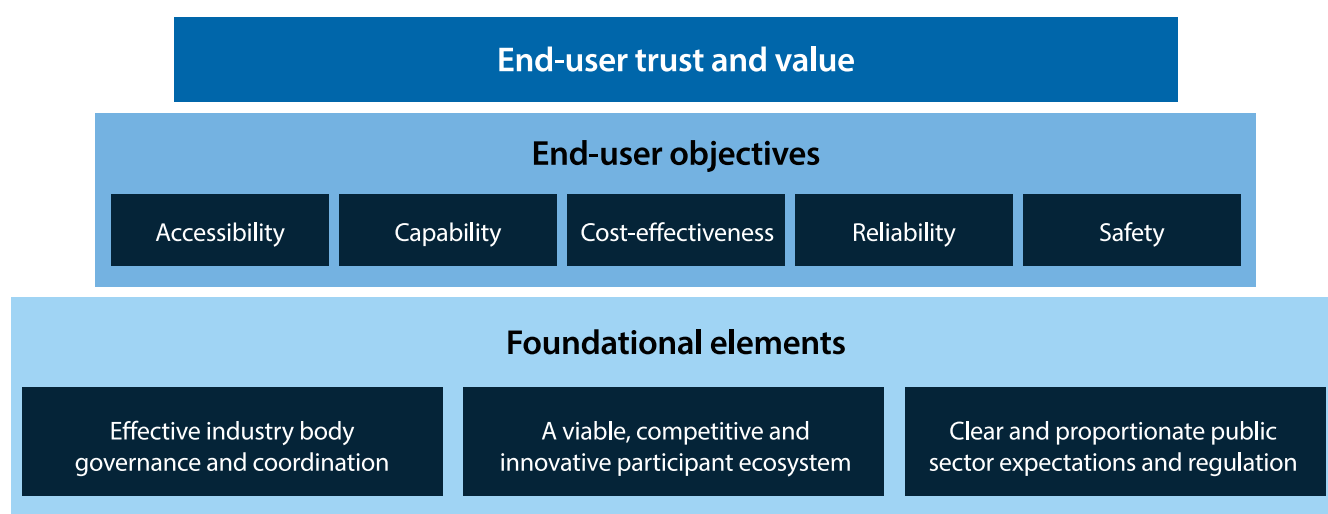 End-user trust and value
End-user objectives
Accessibility
Capability
Cost-effectiveness
Reliability
Safety
Foundational elements
Effective industry body
governance and coordination
A viable, competitive and
innovative participant ecosystem
Clear and proportionate public
sector expectations and regulation